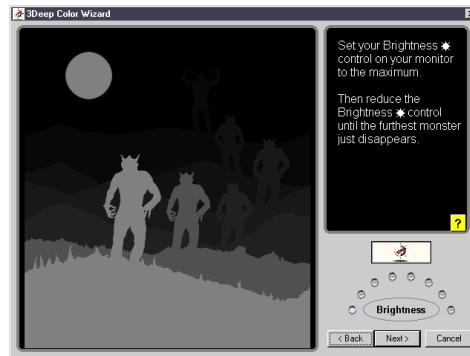 3Deep Color Wizard
Set your Brightness
control on your monitor
to the maximum.
Then reduce the
Brightness control
until the furthest monster
just disappears.
?
Brightness
< Back Next > Cancel